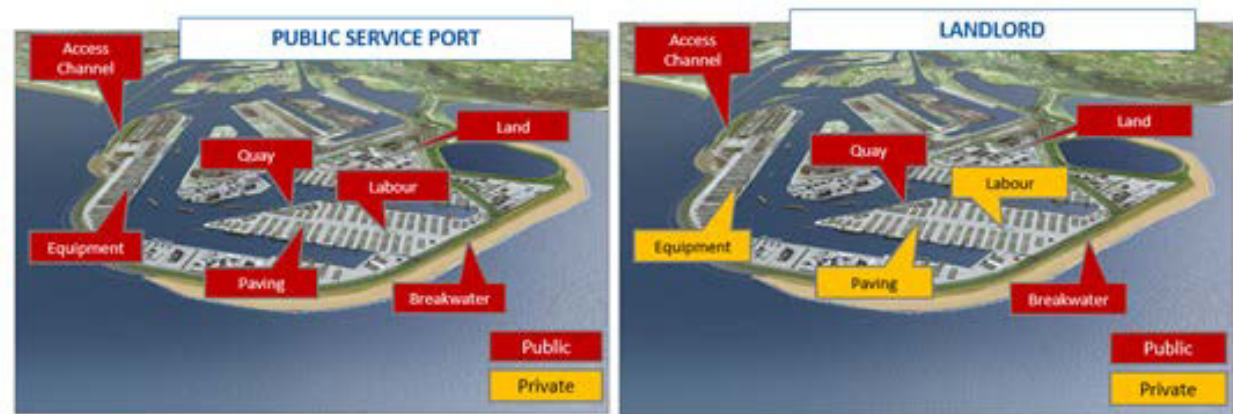 PUBLIC SERVICE PORT
Access
Channel
Land
Quay
Labour
Equipment
Paving
Breakwater
Public
Private
LANDLORD
Access
Channel
Land
Quay
Labour
Equipment
Paving
Breakwater
Public
Private